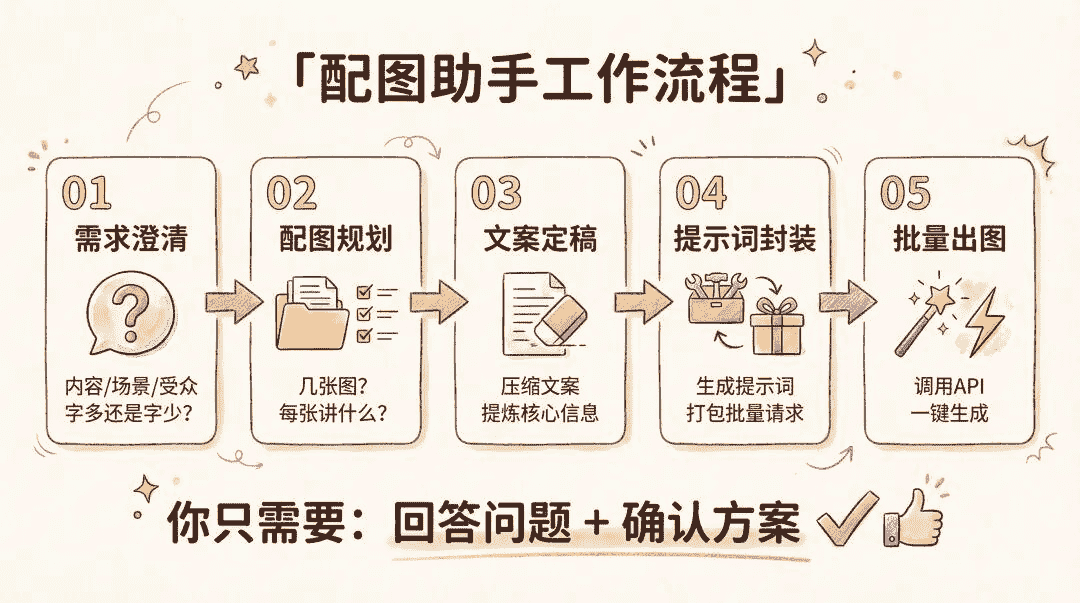 「配图助手工作流程」
01
需求澄清
内容/场景/受众
字多还是字少?
02
配图规划
几张图?
每张讲什么?
03
文案定稿
压缩文案
提炼核心信息
04
提示词封装
生成提示词
打包批量请求
05
批量出图
调用API
一键生成
你只需要：回答问题 + 确认方案